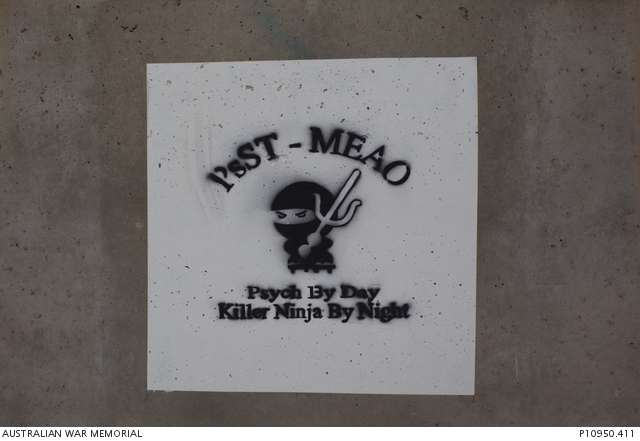 PsST - MEAO
Psych By Day
Killer Ninja By Night
AUSTRALIAN WAR MEMORIAL P10950.411